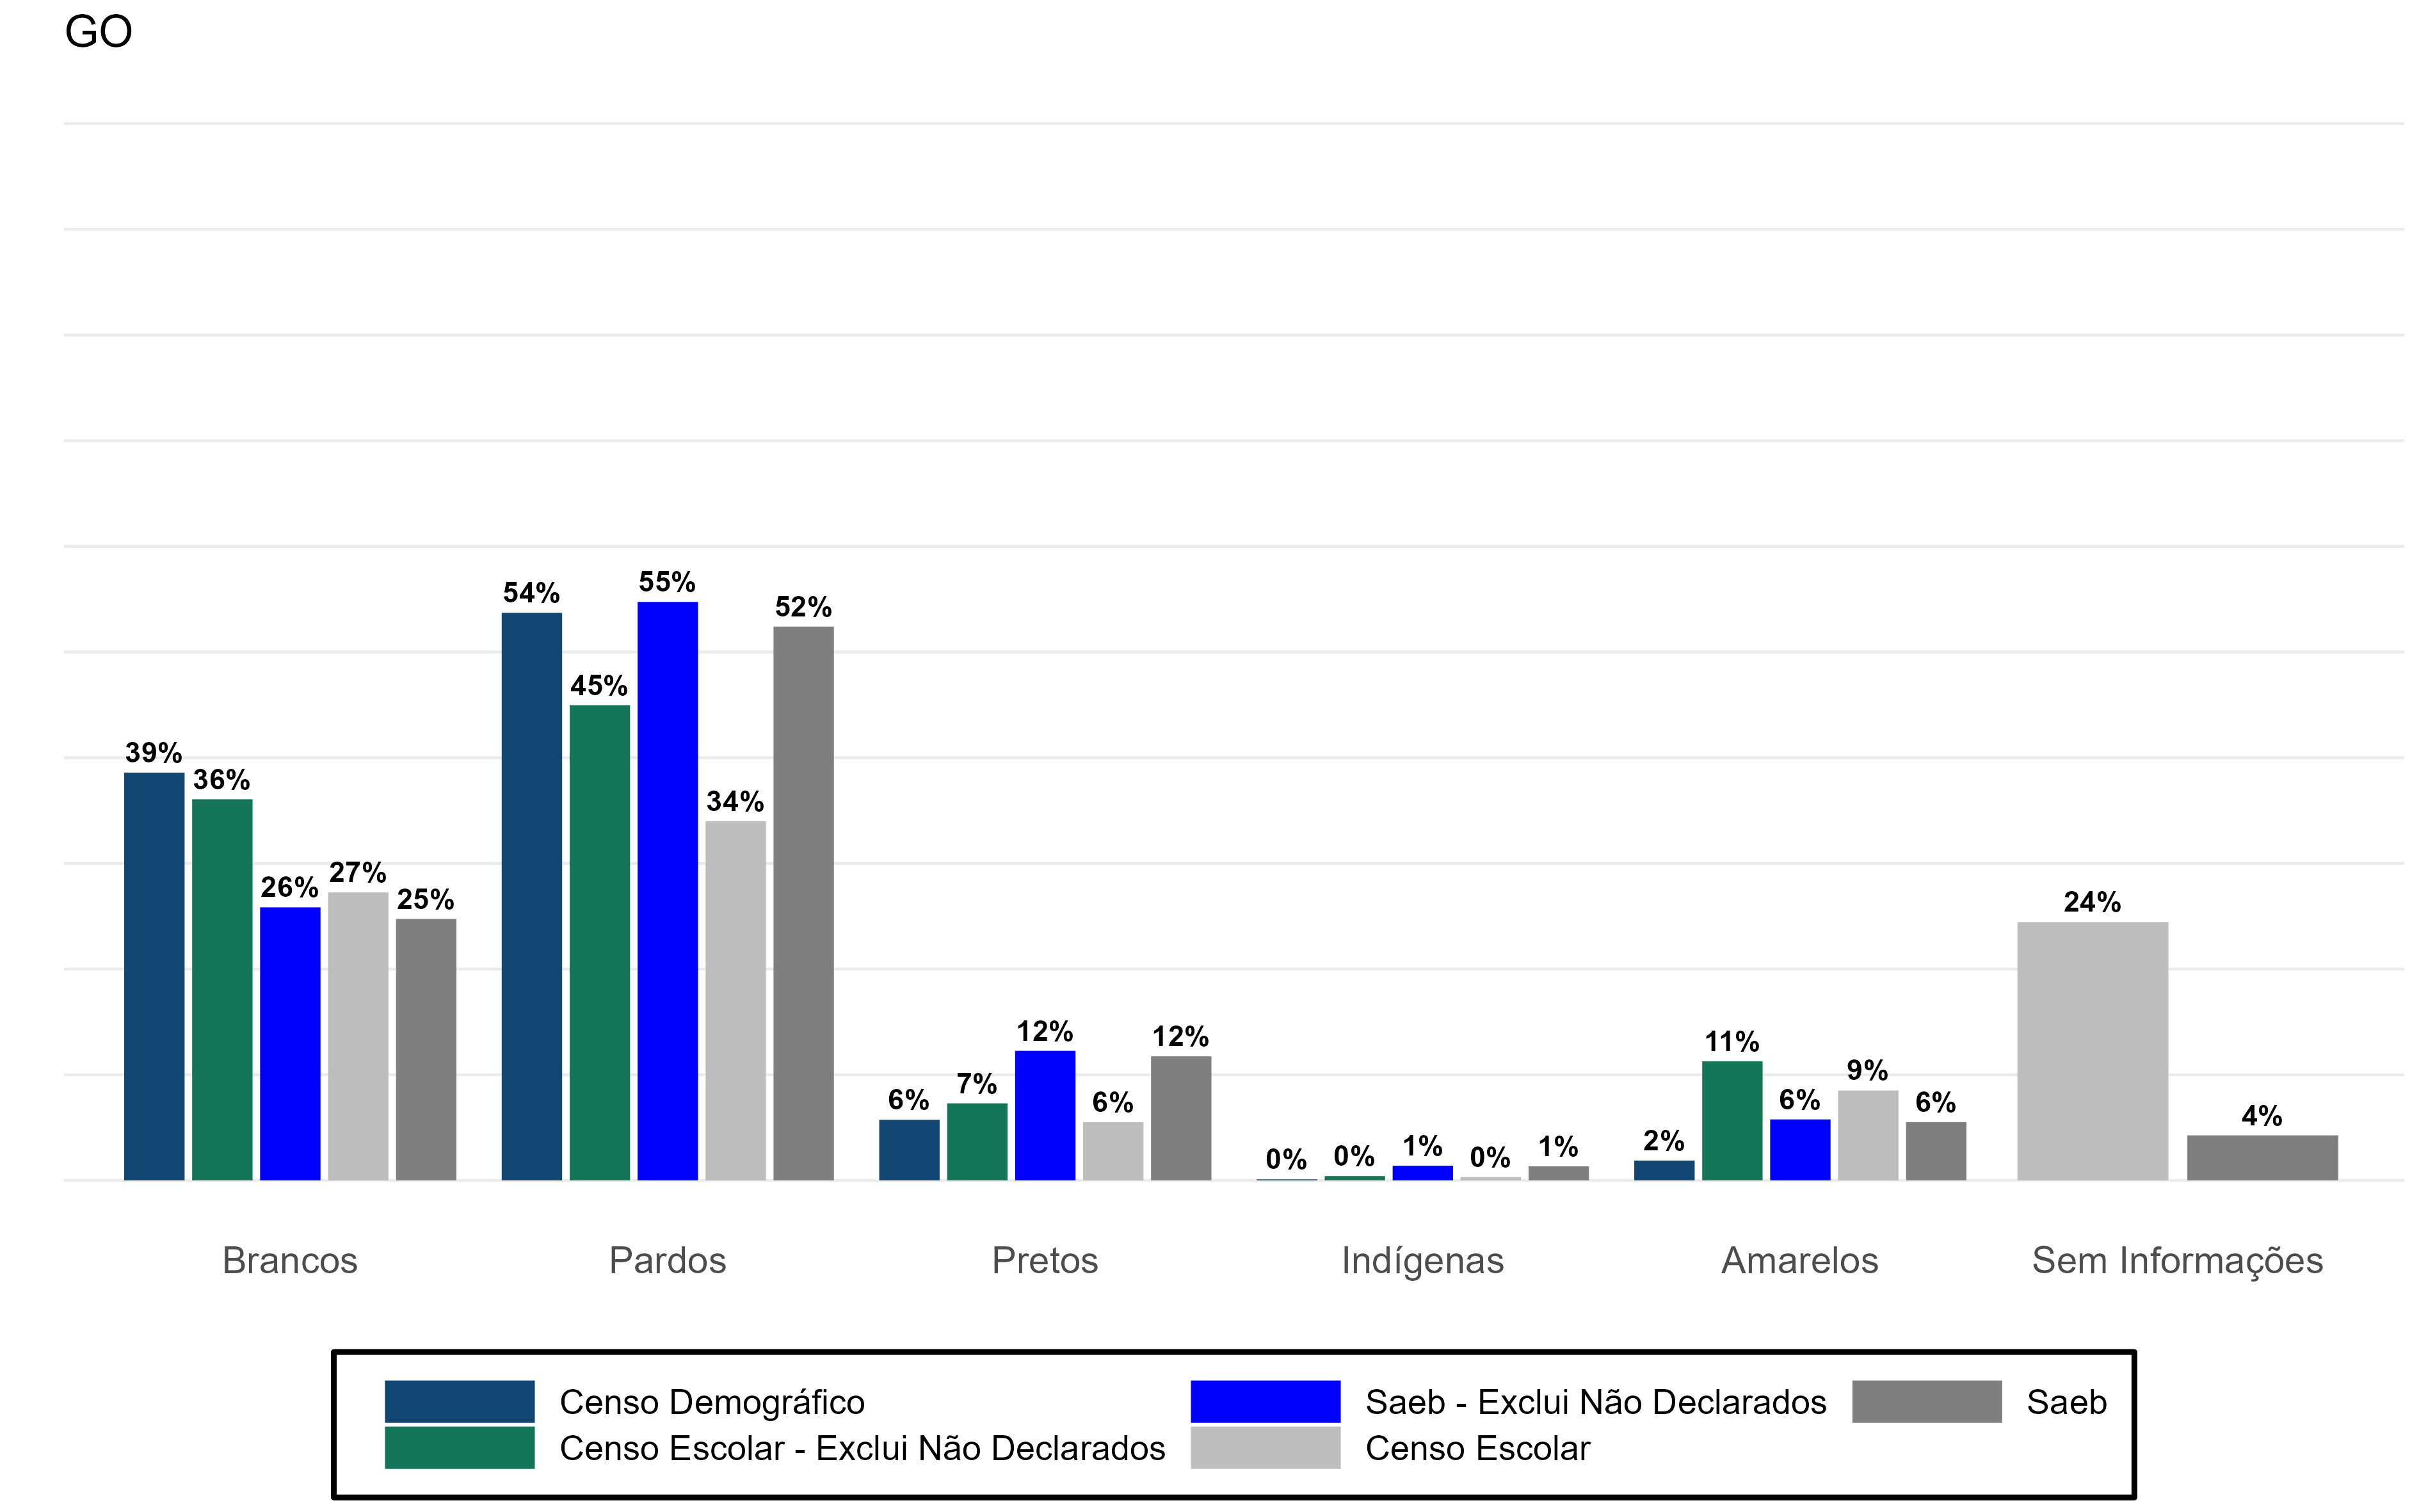 GO
39%
36%
26%
27%
25%
54%
45%
55%
34%
52%
6%
7%
12%
6%
12%
0%
0%
1%
0%
1%
2%
11%
6%
9%
6%
24%
4%
Brancos
Pardos
Pretos
Indígenas
Amarelos
Sem Informações
Censo Demográfico
Censo Escolar - Exclui Não Declarados
Saeb - Exclui Não Declarados
Censo Escolar
Saeb